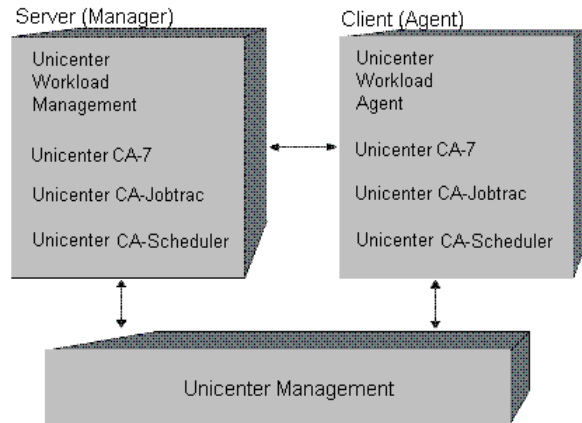 Server (Manager)
Unicenter
Workload
Management
Unicenter CA-7
Unicenter CA-Jobtrac
Unicenter CA-Scheduler
Client (Agent)
Unicenter
Workload
Agent
Unicenter CA-7
Unicenter CA-Jobtrac
Unicenter CA-Scheduler
Unicenter Management